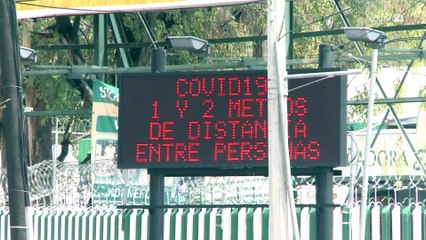 COVID19
1 Y 2 METROS
DE DISTANCIA
ENTRE PERSONAS